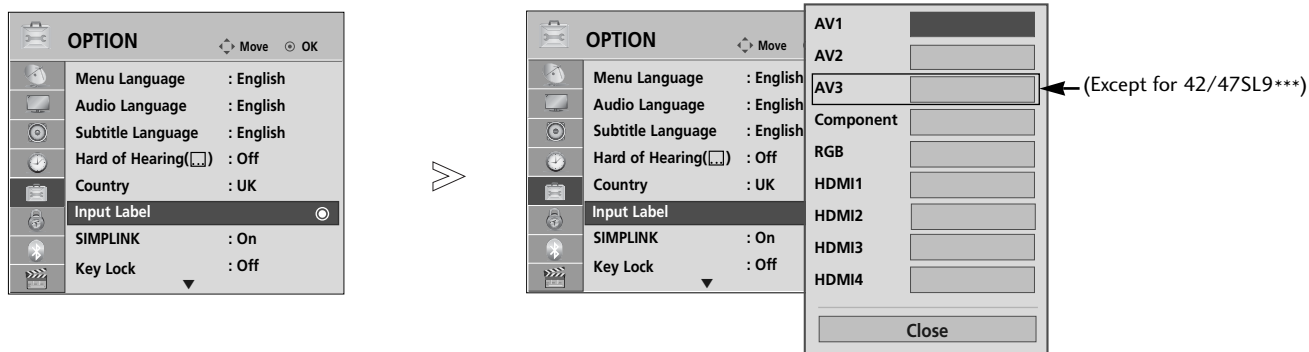 OPTION
Move OK
Menu Language : English
Audio Language : English
Subtitle Language : English
Hard of Hearing( ) : Off
Country : UK
Input Label
SIMPLINK : On
Key Lock : Off
OPTION
Move
Menu Language : English
Audio Language : English
Subtitle Language : English
Hard of Hearing( ) : Off
Country : UK
Input Label
SIMPLINK : On
Key Lock : Off
AV1
AV2
AV3
(Except for 42/47SL9***)
Component
RGB
HDMI1
HDMI2
HDMI3
HDMI4
Close